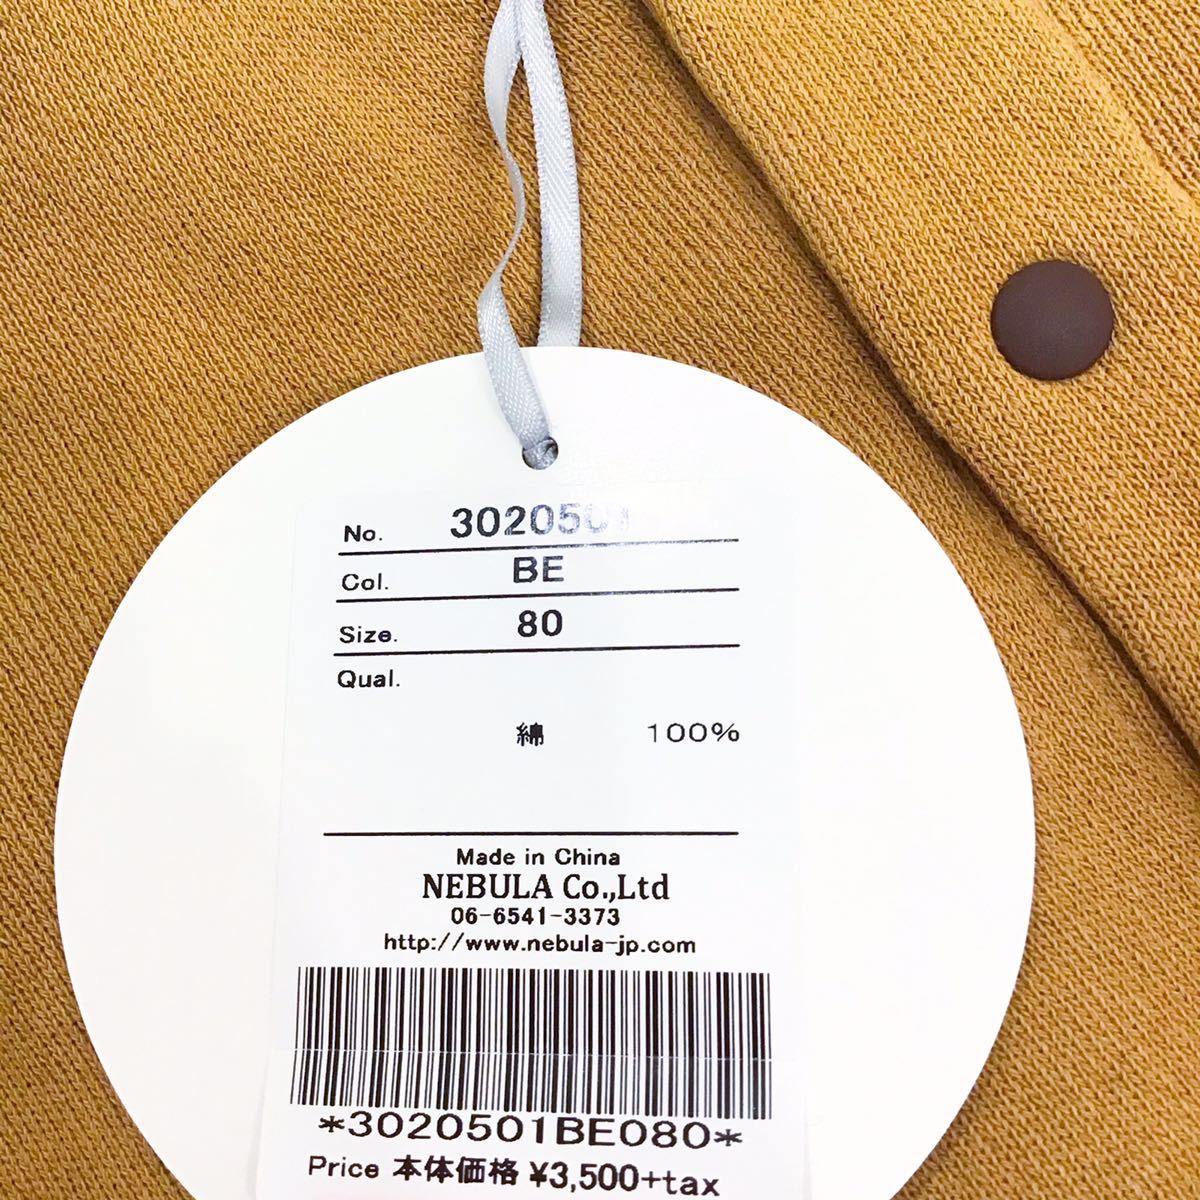 No. 3020501
Col. BE
Size. 80
Qual.
綿 100%
Made in China
NEBULA Co.,Ltd
06-6541-3373
http://www.nebula-jp.com
*3020501BE080*
Price 本体価格 ¥3,500+tax